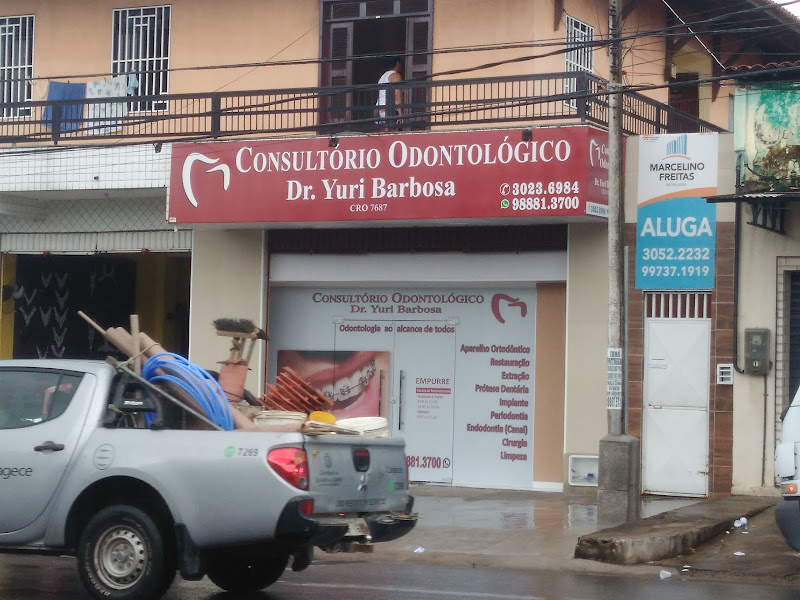 CONSULTÓRIO ODONTOLÓGICO
Dr. Yuri Barbosa
CRO 7687
3023.6984
98881.3700
MARCELINO
FREITAS
ALUGA
3052.2232
99737.1919
CONSULTÓRIO ODONTOLÓGICO
Dr. Yuri Barbosa
Odontologia ao alcance de todos
EMPURRE
Aparelho Ortodôntico
Restauração
Extração
Prótese Dentária
Implante
Periodontia
Endodontia (Canal)
Cirurgia
Limpeza
881.3700
agece
7269